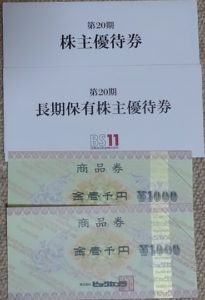 第20期
株主優待券
第20期
長期保有株主優待券
BS11
商品券
金壱千円 ¥1000
商品券
金壱千円 ¥1000
ビックカメラ